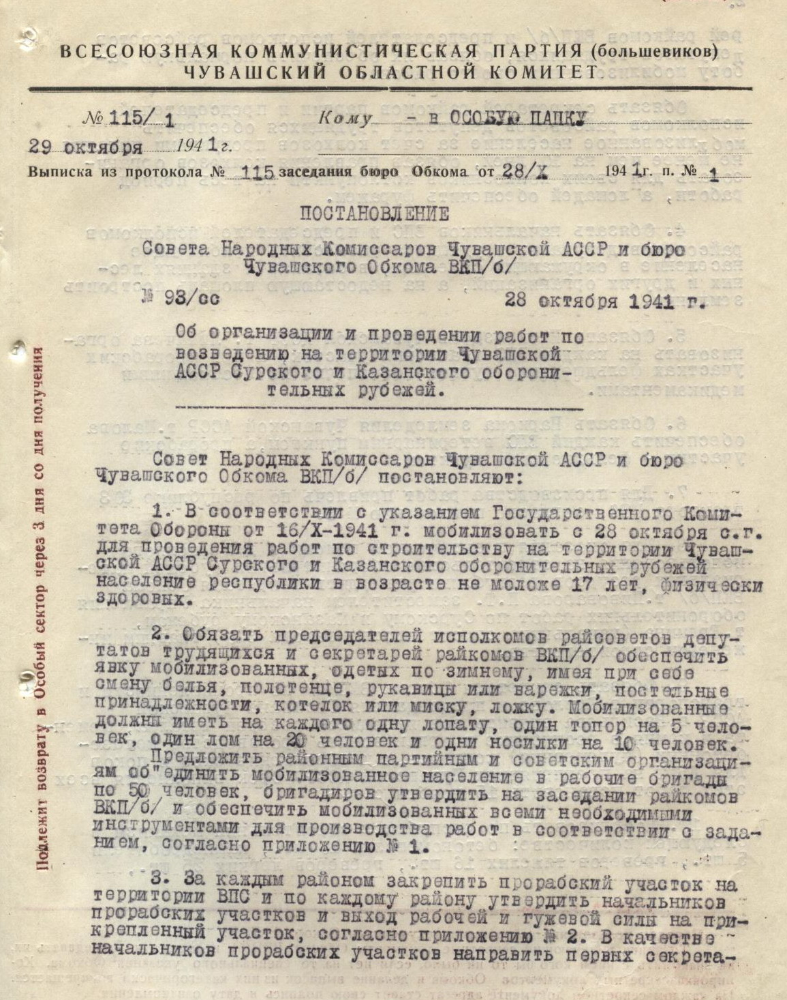 ВСЕСОЮЗНАЯ КОММУНИСТИЧЕСКАЯ ПАРТИЯ (большевиков)
ЧУВАШСКИЙ ОБЛАСТНОЙ КОМИТЕТ
№ 115/1 Кому - в ОСОБУЮ ПАПКУ
29 октября 1941 г.
Выписка из протокола № 115 заседания бюро Обкома от 28/X 1941 г. п. № 1
ПОСТАНОВЛЕНИЕ
Совета Народных Комиссаров Чувашской АССР и бюро
Чувашского Обкома ВКП/б/
№ 93/сс 28 октября 1941 г.
Об организации и проведении работ по
возведению на территории Чувашской
АССР Сурского и Казанского оборони-
тельных рубежей.
Совет Народных Комиссаров Чувашской АССР и бюро
Чувашского Обкома ВКП/б/ постановляют:
1. В соответствии с указанием Государственного Коми-
тета Обороны от 16/X-1941 г. мобилизовать с 28 октября с.г.
для проведения работ по строительству на территории Чуваш-
ской АССР Сурского и Казанского оборонительных рубежей
население республики в возрасте не моложе 17 лет, физически
здоровых.
2. Обязать председателей исполкомов райсоветов депу-
татов трудящихся и секретарей райкомов ВКП/б/ обеспечить
явку мобилизованных, одетых по зимнему, имея при себе
смену белья, полотенце, рукавицы или варежки, постельные
принадлежности, котелок или миску, ложку. Мобилизованные
должны иметь на каждого одну лопату, один топор на 5 чело-
век, один лом на 20 человек и одни носилки на 10 человек.
Предложить районным партийным и советским организаци-
ям об"единить мобилизованное население в рабочие бригады
по 50 человек, бригадиров утвердить на заседании райкомов
ВКП/б/ и обеспечить мобилизованных всеми необходимыми
инструментами для производства работ в соответствии с зада-
нием, согласно приложению № 1.
3. За каждым районом закрепить прорабский участок на
территории ВПС и по каждому району утвердить начальников
прорабских участков и выход рабочей и гужевой силы на при-
крепленный участок, согласно приложению № 2. В качестве
начальников прорабских участков направить первых секрета-
Подлежит возврату в Особый сектор через 3 дня со дня получения